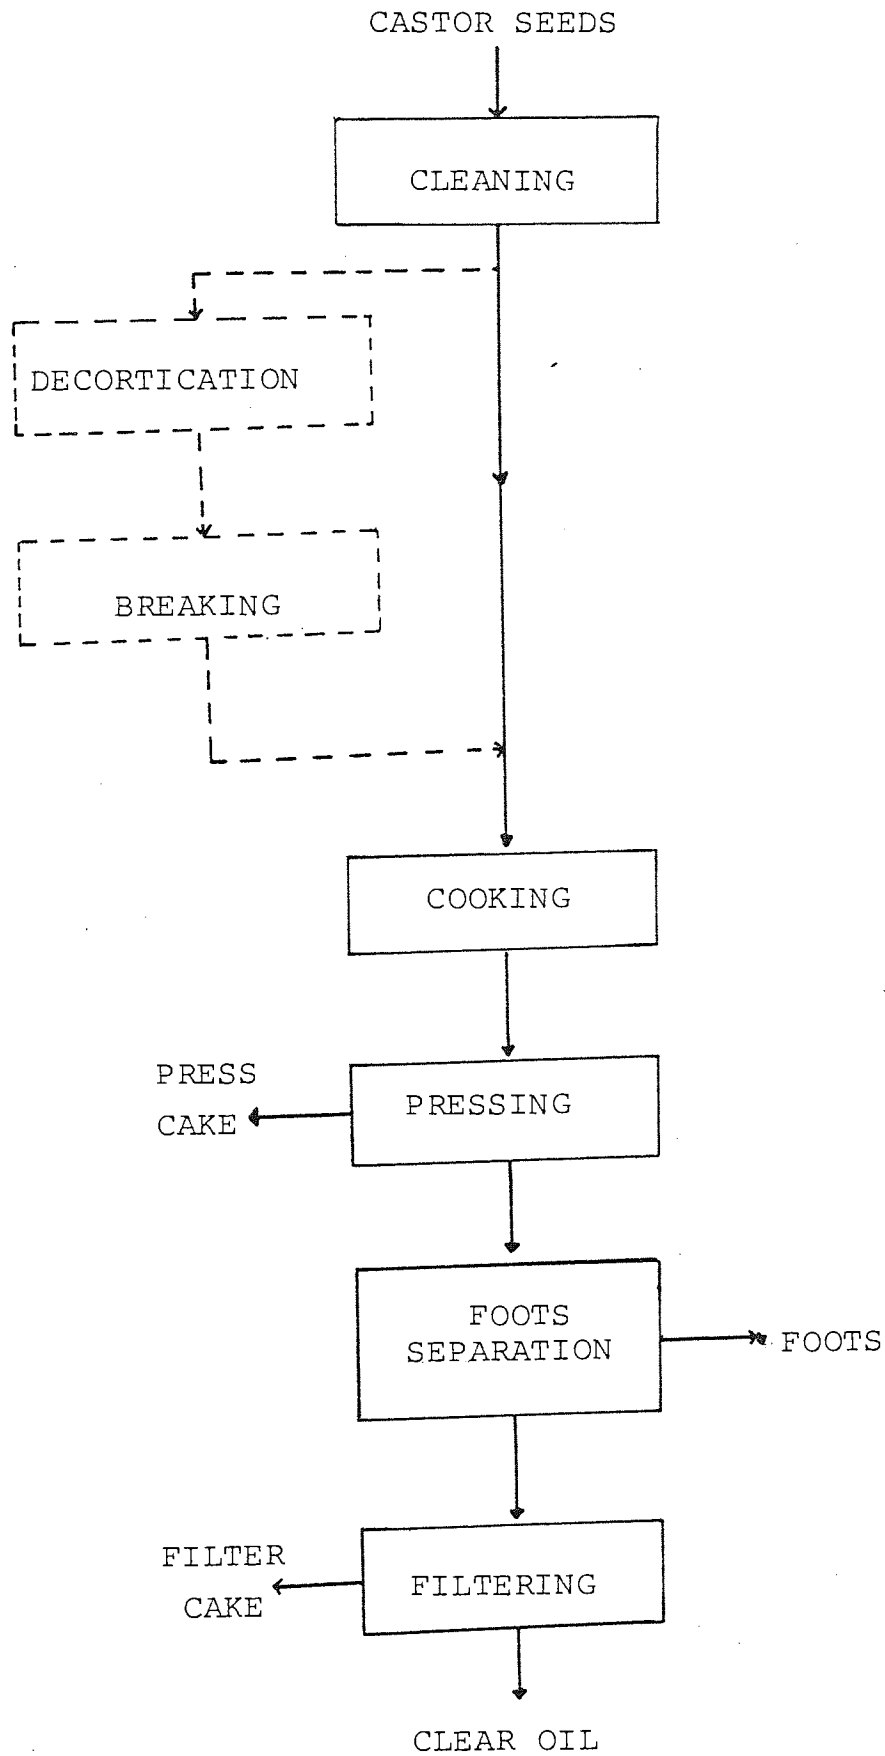 CASTOR SEEDS
CLEANING
DECORTICATION
BREAKING
COOKING
PRESS
CAKE
PRESSING
FOOTS
SEPARATION
FOOTS
FILTER
CAKE
FILTERING
CLEAR OIL